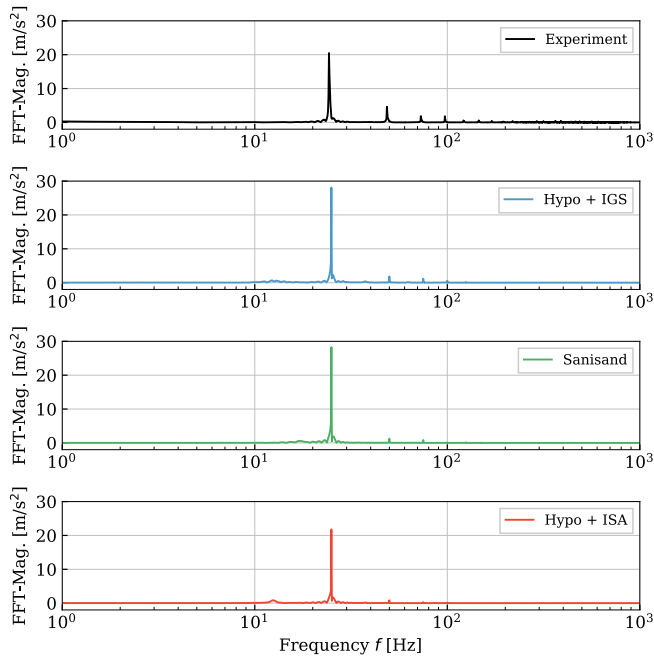 30
20
10
0
FFT-Mag. [m/s²]
Experiment
10⁰ 10¹ 10² 10³
30
20
10
0
FFT-Mag. [m/s²]
Hypo + IGS
10⁰ 10¹ 10² 10³
30
20
10
0
FFT-Mag. [m/s²]
Sanisand
10⁰ 10¹ 10² 10³
30
20
10
0
FFT-Mag. [m/s²]
Hypo + ISA
10⁰ 10¹ 10² 10³
Frequency f [Hz]